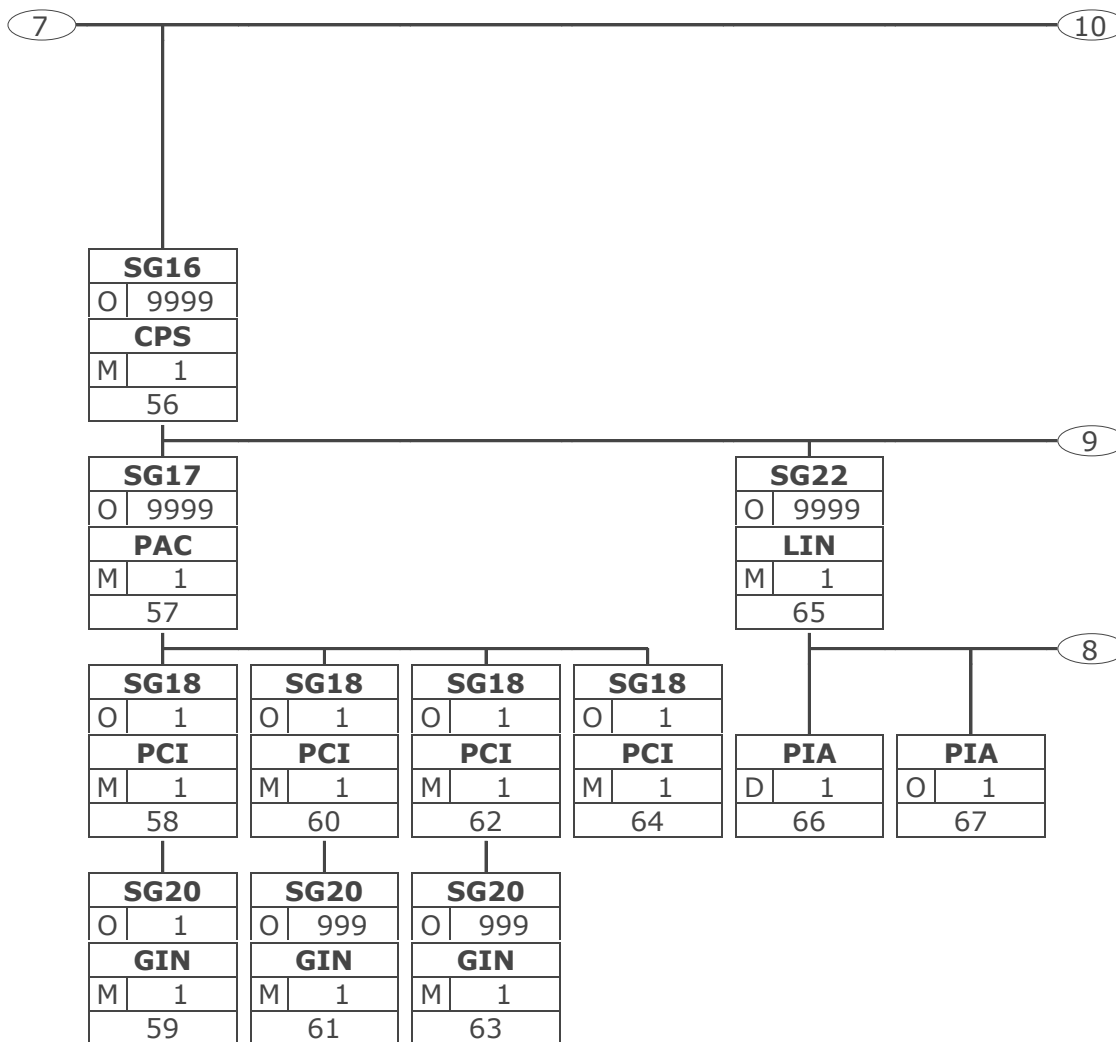 7 10
SG16
O 9999
CPS
M 1
56
9
SG17 SG22
O 9999 O 9999
PAC LIN
M 1 M 1
57 65
8
SG18 SG18 SG18 SG18
O 1 O 1 O 1 O 1
PCI PCI PCI PCI PIA PIA
M 1 M 1 M 1 M 1 D 1 O 1
58 60 62 64 66 67
SG20 SG20 SG20
O 1 O 999 O 999
GIN GIN GIN
M 1 M 1 M 1
59 61 63